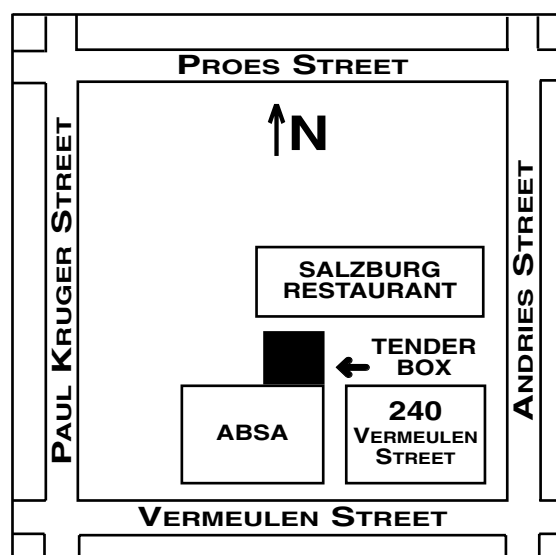 PROES STREET
N
PAUL KRUGER STREET
ANDRIES STREET
SALZBURG
RESTAURANT
TENDER
BOX
ABSA
240
VERMEULEN
STREET
VERMEULEN STREET